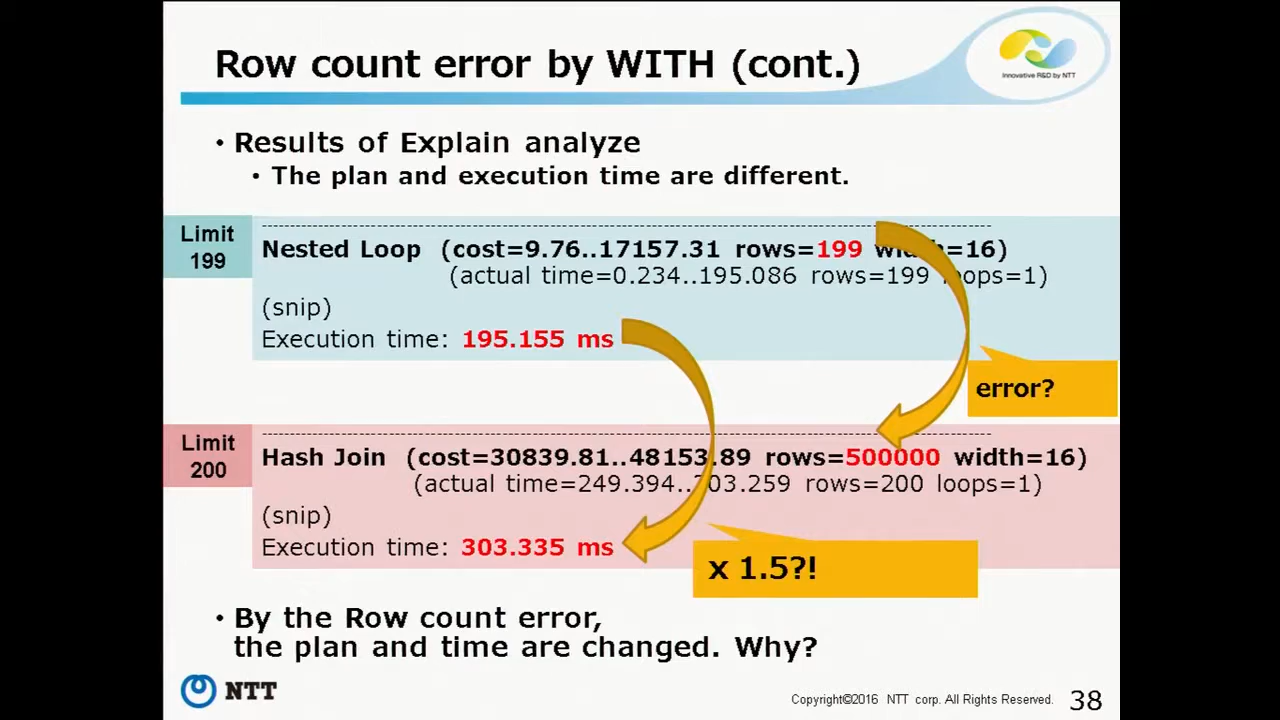 Row count error by WITH (cont.)
Innovative R&D by NTT
• Results of Explain analyze
• The plan and execution time are different.
Limit
199
Nested Loop (cost=9.76..17157.31 rows=199 width=16)
(actual time=0.234..195.086 rows=199 loops=1)
(snip)
Execution time: 195.155 ms
error?
Limit
200
Hash Join (cost=30839.81..48153.89 rows=500000 width=16)
(actual time=249.394..303.259 rows=200 loops=1)
(snip)
Execution time: 303.335 ms
x 1.5?!
• By the Row count error,
the plan and time are changed. Why?
NTT
Copyright©2016 NTT corp. All Rights Reserved.
38